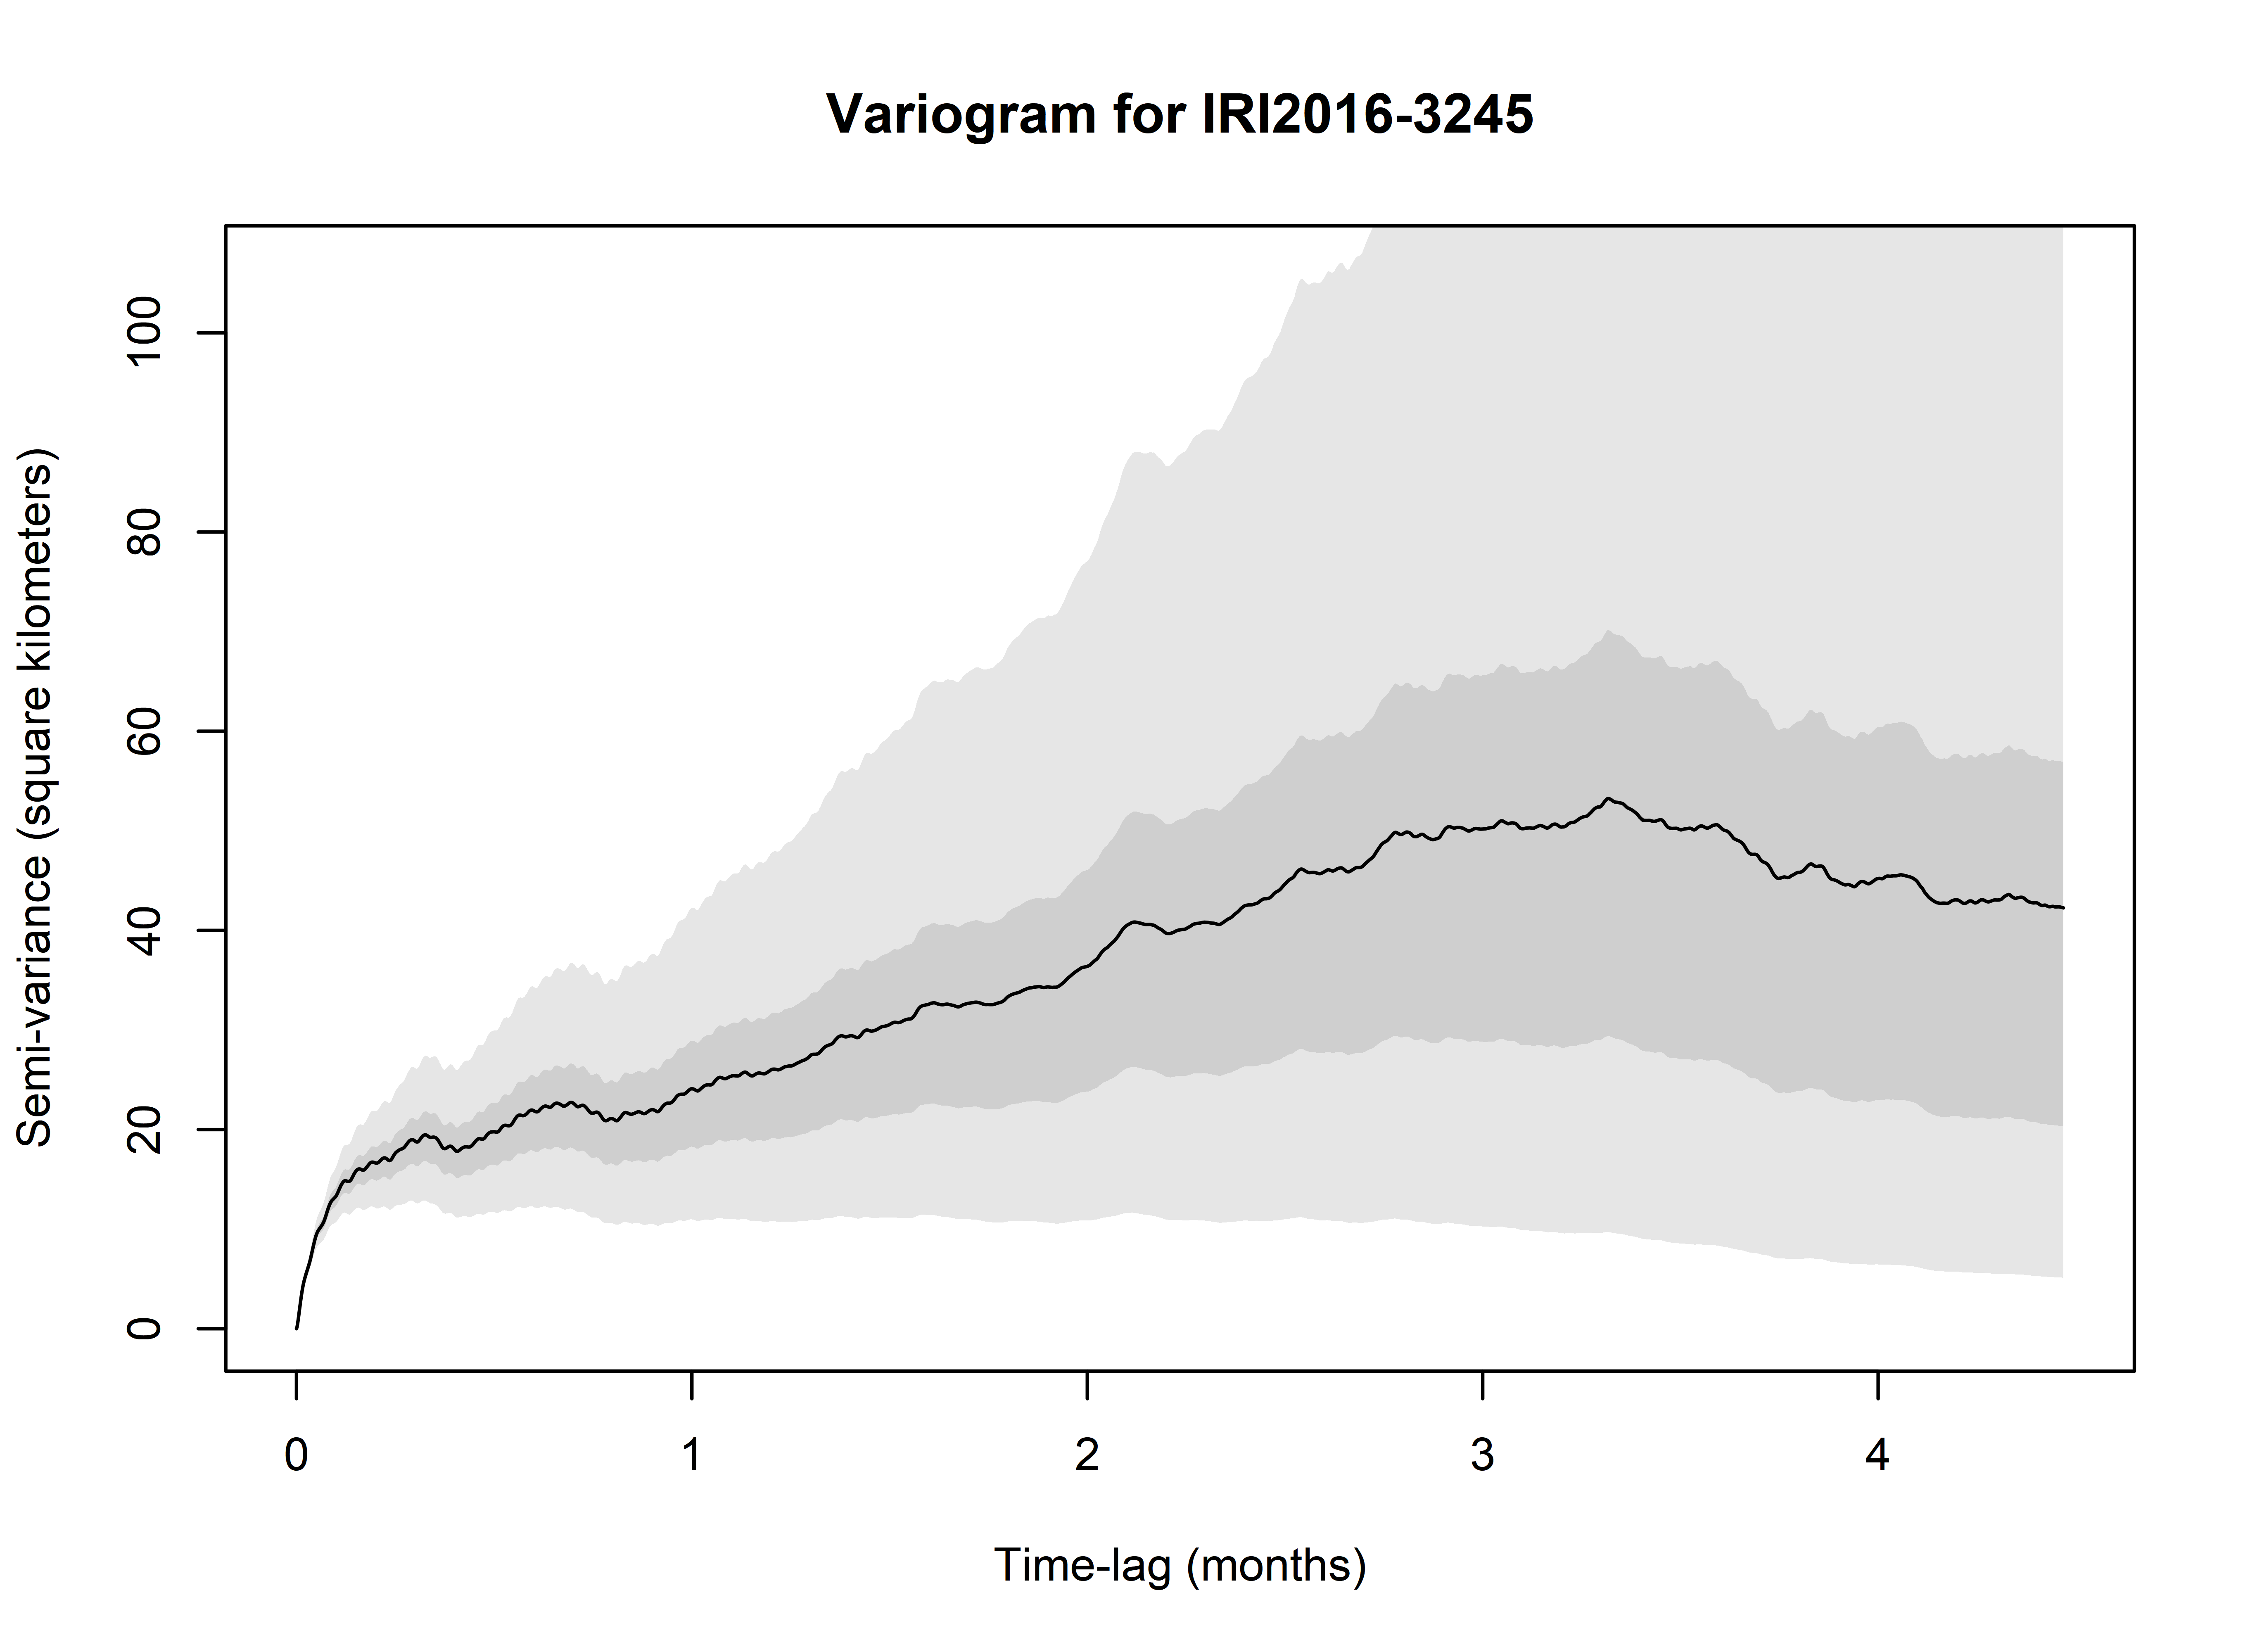 Variogram for IRI2016-3245
Semi-variance (square kilometers)
100
80
60
40
20
0
0 1 2 3 4
Time-lag (months)